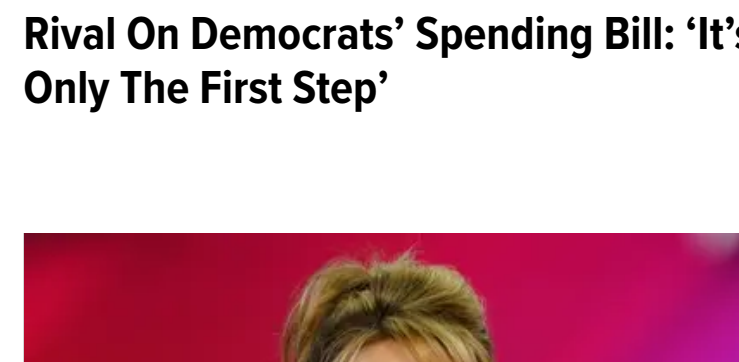 Rival On Democrats’ Spending Bill: ‘It’s
Only The First Step’